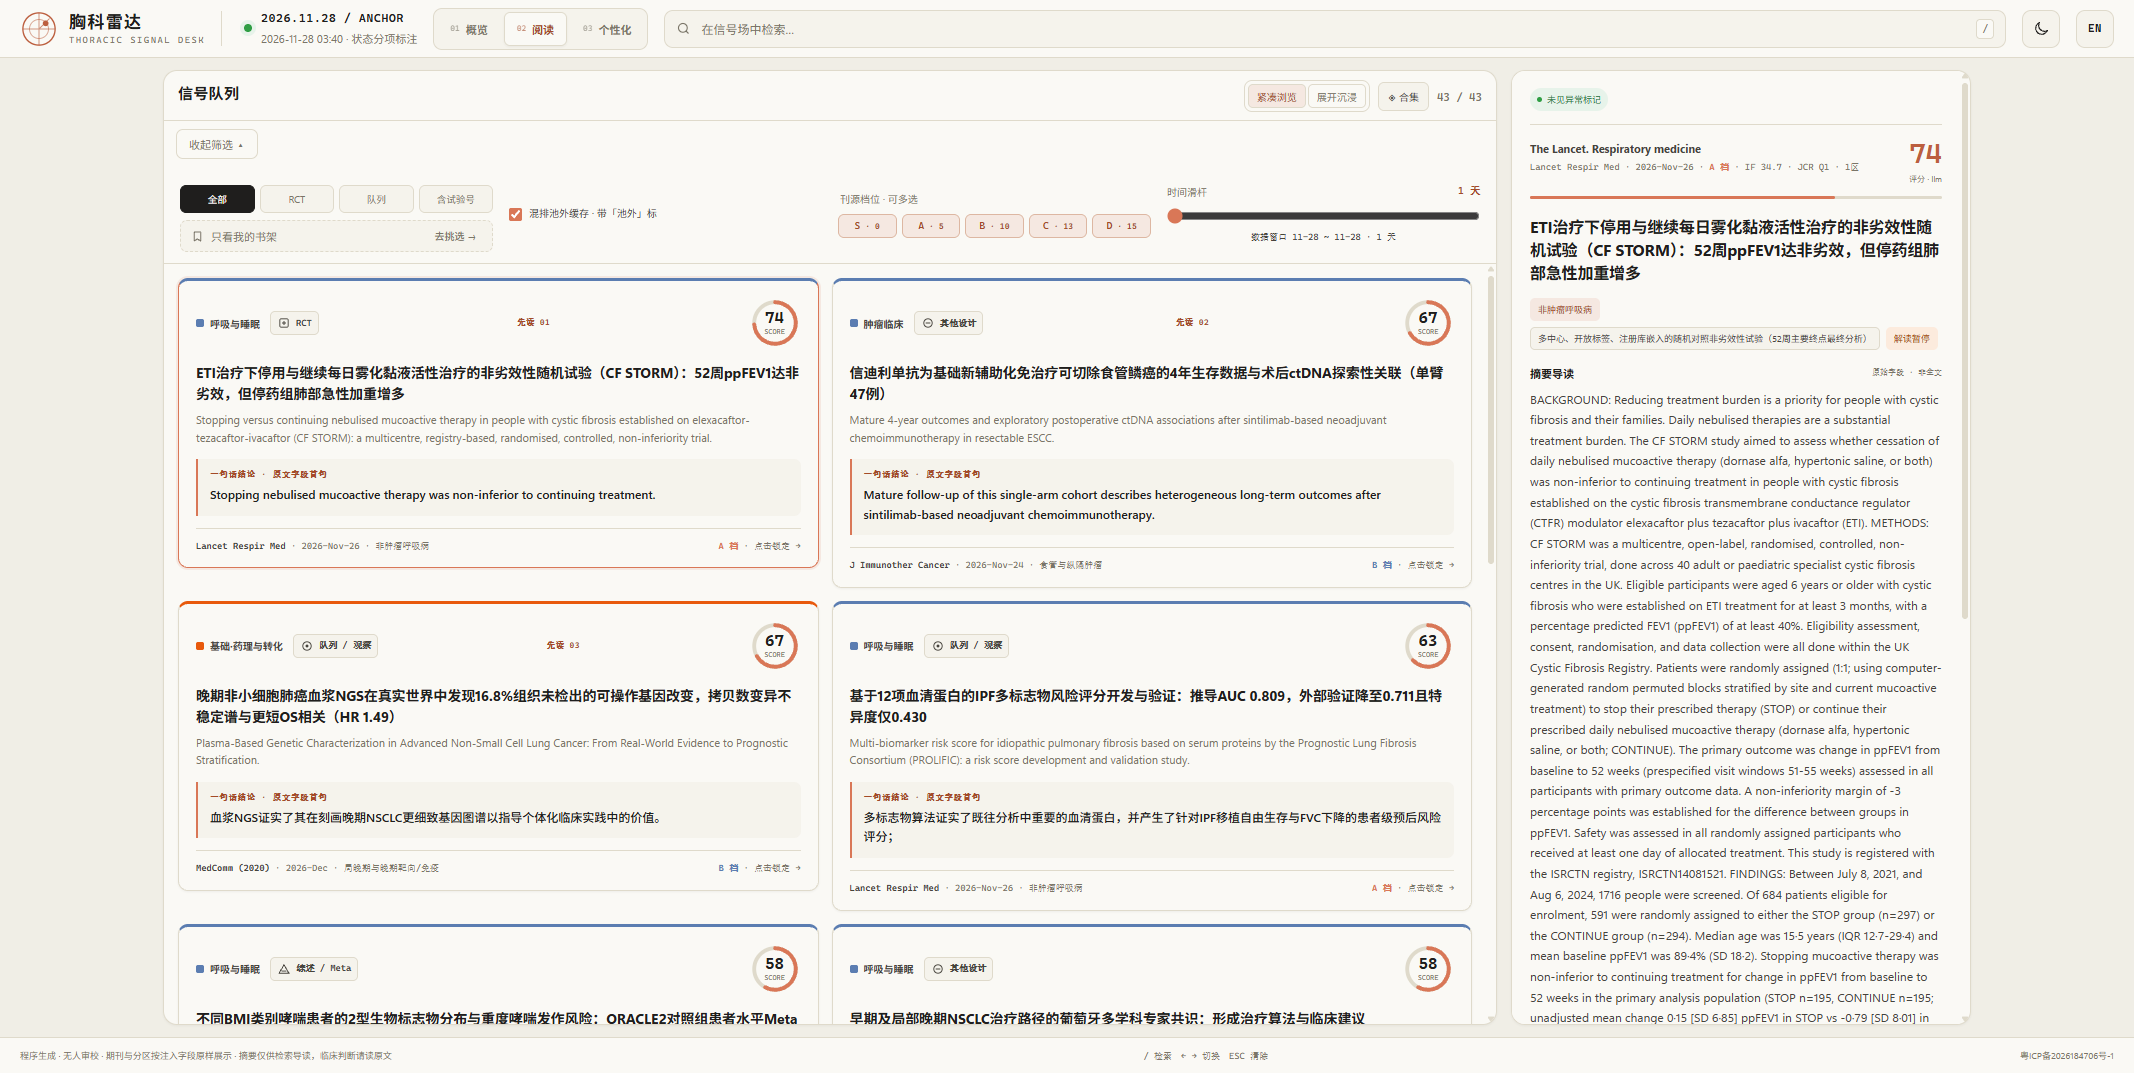 胸科雷达
THORACIC SIGNAL DESK
2026.11.28 / ANCHOR
2026-11-28 03:40 · 状态分项标注
01 概览
02 阅读
03 个性化
在信号场中检索...
/
EN
信号队列
紧凑浏览
展开沉浸
◈ 合集
43 / 43
收起筛选 ▴
全部
RCT
队列
含试验号
只看我的书架
去挑选 →
混排池外缓存 · 带「池外」标
刊源档位 · 可多选
S · 0
A · 5
B · 10
C · 13
D · 15
时间滑杆
1 天
数据窗口 11-28 ~ 11-28 · 1 天
呼吸与睡眠
RCT
先读 01
74
SCORE
ETI治疗下停用与继续每日雾化黏液活性治疗的非劣效性随机试验（CF STORM）：52周ppFEV1达非
劣效，但停药组肺部急性加重增多
Stopping versus continuing nebulised mucoactive therapy in people with cystic fibrosis established on elexacaftor-
tezacaftor-ivacaftor (CF STORM): a multicentre, registry-based, randomised, controlled, non-inferiority trial.
一句话结论 · 原文字段首句
Stopping nebulised mucoactive therapy was non-inferior to continuing treatment.
Lancet Respir Med · 2026-Nov-26 · 非肿瘤呼吸病
A 档 · 点击锁定 →
肿瘤临床
其他设计
先读 02
67
SCORE
信迪利单抗为基础新辅助化免治疗可切除食管鳞癌的4年生存数据与术后ctDNA探索性关联（单臂
47例）
Mature 4-year outcomes and exploratory postoperative ctDNA associations after sintilimab-based neoadjuvant
chemoimmunotherapy in resectable ESCC.
一句话结论 · 原文字段首句
Mature follow-up of this single-arm cohort describes heterogeneous long-term outcomes after
sintilimab-based neoadjuvant chemoimmunotherapy.
J Immunother Cancer · 2026-Nov-24 · 食管与纵隔肿瘤
B 档 · 点击锁定 →
基础·药理与转化
队列 / 观察
先读 03
67
SCORE
晚期非小细胞肺癌血浆NGS在真实世界中发现16.8%组织未检出的可操作基因改变，拷贝数变异不
稳定谱与更短OS相关（HR 1.49）
Plasma-Based Genetic Characterization in Advanced Non-Small Cell Lung Cancer: From Real-World Evidence to Prognostic
Stratification.
一句话结论 · 原文字段首句
血浆NGS证实了其在刻画晚期NSCLC更细致基因图谱以指导个体化临床实践中的价值。
MedComm (2020) · 2026-Dec · 局晚期与晚期靶向/免疫
B 档 · 点击锁定 →
呼吸与睡眠
队列 / 观察
63
SCORE
基于12项血清蛋白的IPF多标志物风险评分开发与验证：推导AUC 0.809，外部验证降至0.711且特
异度仅0.430
Multi-biomarker risk score for idiopathic pulmonary fibrosis based on serum proteins by the Prognostic Lung Fibrosis
Consortium (PROLIFIC): a risk score development and validation study.
一句话结论 · 原文字段首句
多标志物算法证实了既往分析中重要的血清蛋白，并产生了针对IPF移植自由生存与FVC下降的患者级预后风险
评分；
Lancet Respir Med · 2026-Nov-26 · 非肿瘤呼吸病
A 档 · 点击锁定 →
呼吸与睡眠
综述 / Meta
58
SCORE
不同BMI类别哮喘患者的2型生物标志物分布与重度哮喘发作风险：ORACLE2对照组患者水平Meta
呼吸与睡眠
其他设计
58
SCORE
早期及局部晚期NSCLC治疗路径的葡萄牙多学科专家共识：形成治疗算法与临床建议
未见异常标记
The Lancet. Respiratory medicine
Lancet Respir Med · 2026-Nov-26 · A 档 · IF 34.7 · JCR Q1 · 1区
74
评分 · llm
ETI治疗下停用与继续每日雾化黏液活性治疗的非劣效性随
机试验（CF STORM）：52周ppFEV1达非劣效，但停药组肺
部急性加重增多
非肿瘤呼吸病
多中心、开放标签、注册库嵌入的随机对照非劣效性试验（52周主要终点最终分析）
解读暂停
摘要导读
原始字段 · 非全文
BACKGROUND: Reducing treatment burden is a priority for people with cystic
fibrosis and their families. Daily nebulised therapies are a substantial
treatment burden. The CF STORM study aimed to assess whether cessation of
daily nebulised mucoactive therapy (dornase alfa, hypertonic saline, or both)
was non-inferior to continuing treatment in people with cystic fibrosis
established on the cystic fibrosis transmembrane conductance regulator
(CTFR) modulator elexacaftor plus tezacaftor plus ivacaftor (ETI). METHODS:
CF STORM was a multicentre, open-label, randomised, controlled, non-
inferiority trial, done across 40 adult or paediatric specialist cystic fibrosis
centres in the UK. Eligible participants were aged 6 years or older with cystic
fibrosis who were established on ETI treatment for at least 3 months, with a
percentage predicted FEV1 (ppFEV1) of at least 40%. Eligibility assessment,
consent, randomisation, and data collection were all done within the UK
Cystic Fibrosis Registry. Patients were randomly assigned (1:1; using computer-
generated random permuted blocks stratified by site and current mucoactive
treatment) to stop their prescribed therapy (STOP) or continue their
prescribed daily nebulised mucoactive therapy (dornase alfa, hypertonic
saline, or both; CONTINUE). The primary outcome was change in ppFEV1 from
baseline to 52 weeks (prespecified visit windows 51-55 weeks) assessed in all
participants with primary outcome data. A non-inferiority margin of -3
percentage points was established for the difference between groups in
ppFEV1. Safety was assessed in all randomly assigned participants who
received at least one day of allocated treatment. This study is registered with
the ISRCTN registry, ISRCTN14081521. FINDINGS: Between July 8, 2021, and
Aug 6, 2024, 1716 people were screened. Of 684 patients eligible for
enrolment, 591 were randomly assigned to either the STOP group (n=297) or
the CONTINUE group (n=294). Median age was 15·5 years (IQR 12·7-29·4) and
mean baseline ppFEV1 was 89·4% (SD 18·2). Stopping mucoactive therapy was
non-inferior to continuing treatment for change in ppFEV1 from baseline to
52 weeks in the primary analysis population (STOP n=195, CONTINUE n=195;
unadjusted mean change 0·15 [SD 6·85] ppFEV1 in STOP vs -0·79 [SD 8·01] in
程序生成 · 无人审校 · 期刊与分区按注入字段原样展示 · 摘要仅供检索导读，临床判断请读原文
/ 检索 ← → 切换 ESC 清除
粤ICP备2026184706号-1